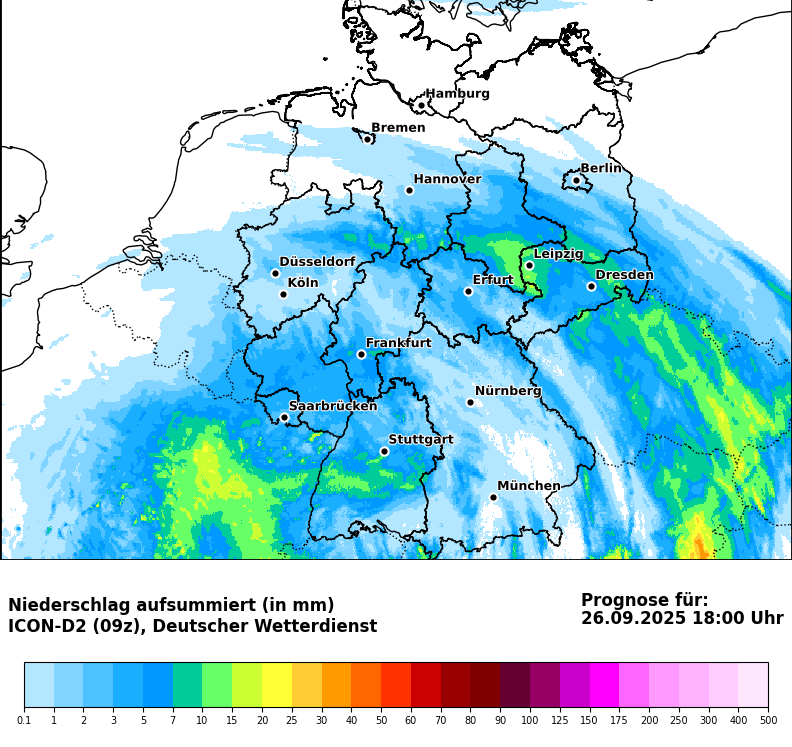 Hamburg
Bremen
Berlin
Hannover
Leipzig
Düsseldorf
Dresden
Köln
Erfurt
Frankfurt
Nürnberg
Saarbrücken
Stuttgart
München
Niederschlag aufsummiert (in mm)
ICON-D2 (09z), Deutscher Wetterdienst
Prognose für:
26.09.2025 18:00 Uhr
0.1 1 2 3 5 7 10 15 20 25 30 40 50 60 70 80 90 100 125 150 175 200 250 300 400 500